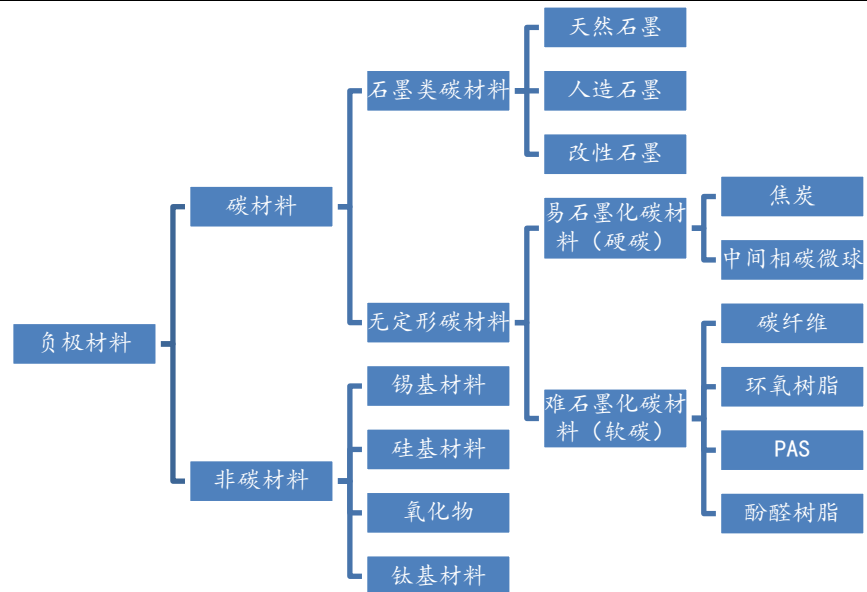 负极材料
碳材料
石墨类碳材料
天然石墨
人造石墨
改性石墨
无定形碳材料
易石墨化碳材
料（硬碳）
焦炭
中间相碳微球
难石墨化碳材
料（软碳）
碳纤维
环氧树脂
PAS
酚醛树脂
非碳材料
锡基材料
硅基材料
氧化物
钛基材料